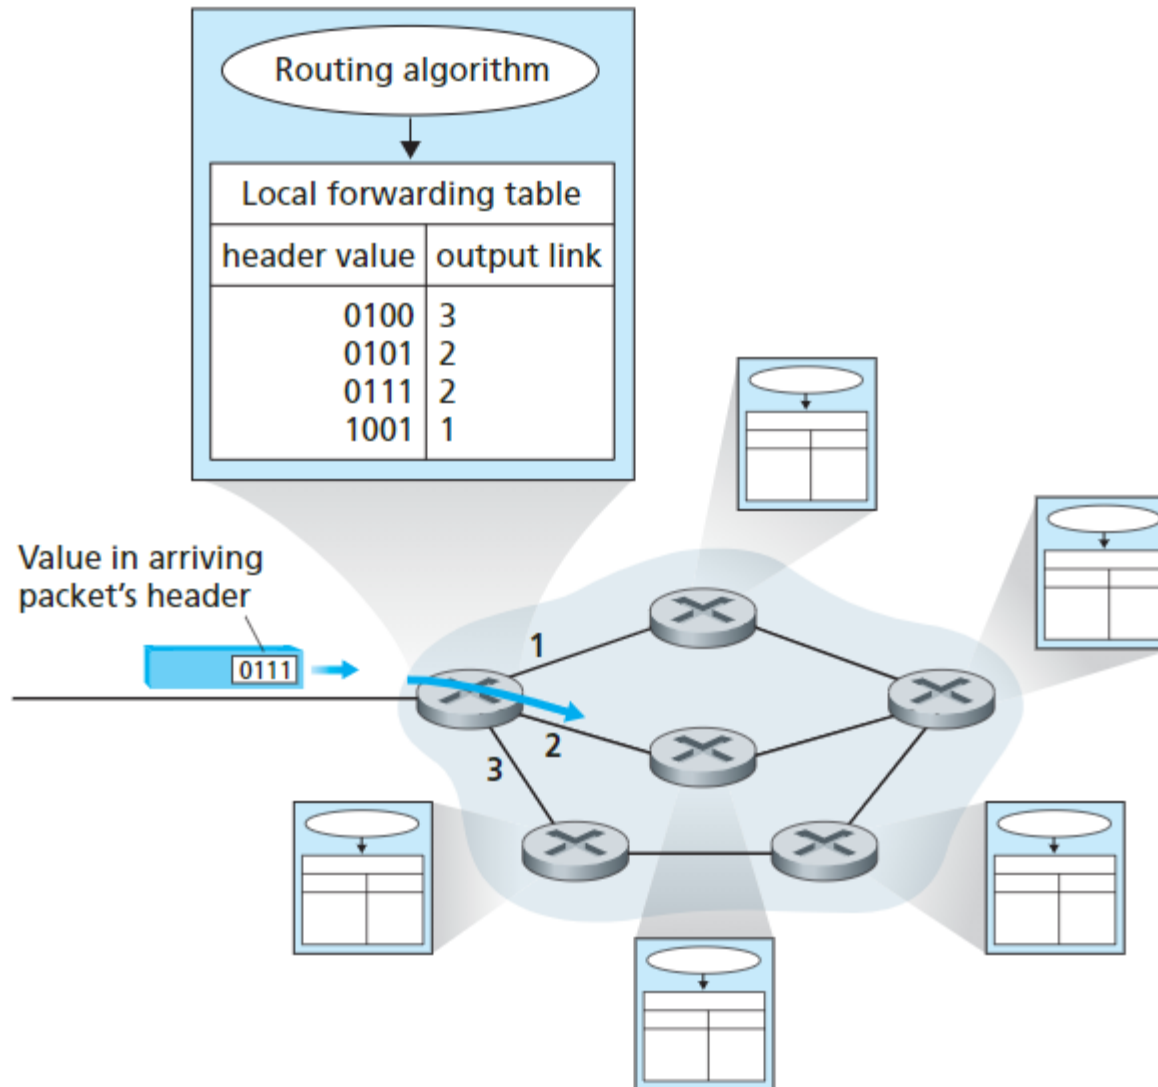 Routing algorithm
Local forwarding table
header value output link
0100 3
0101 2
0111 2
1001 1
Value in arriving
packet's header
0111
1
2
3